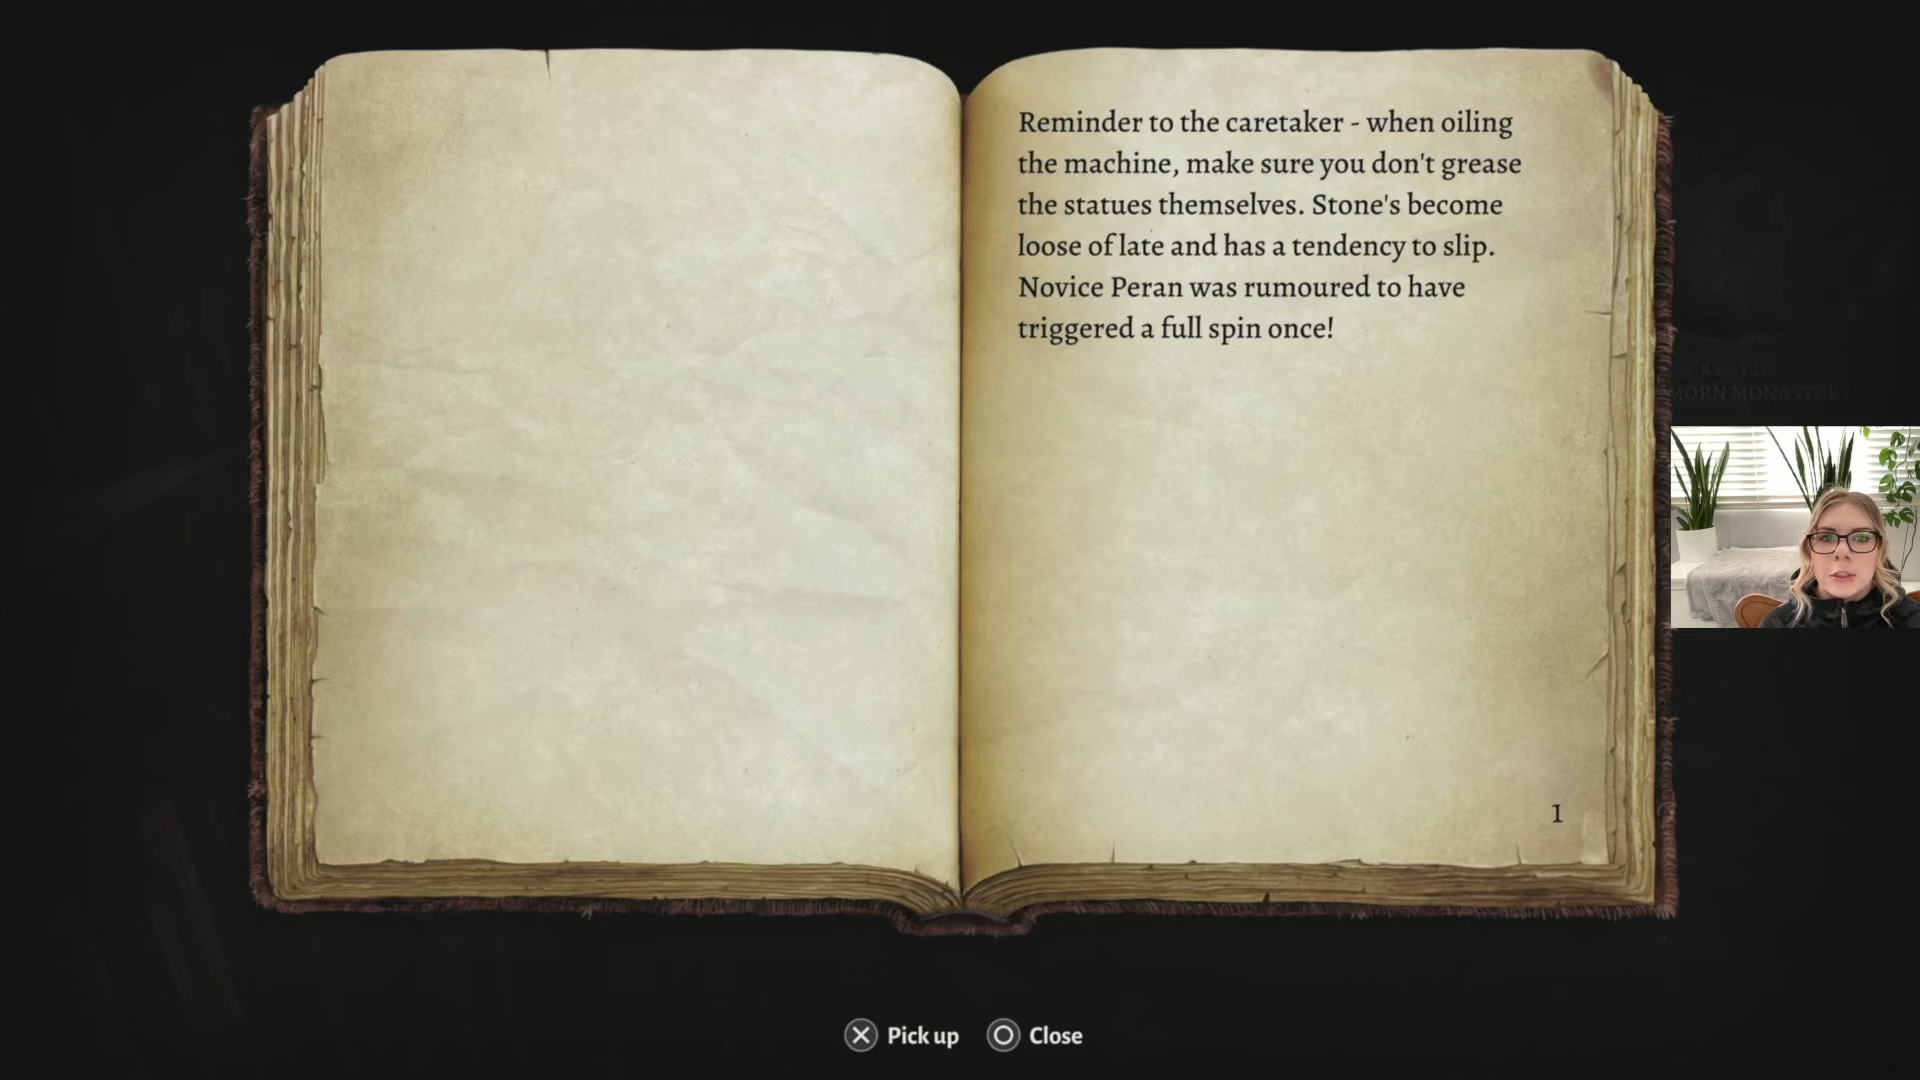 Reminder to the caretaker - when oiling
the machine, make sure you don't grease
the statues themselves. Stone's become
loose of late and has a tendency to slip.
Novice Peran was rumoured to have
triggered a full spin once!
MORN MONASTERY
1
Pick up
Close